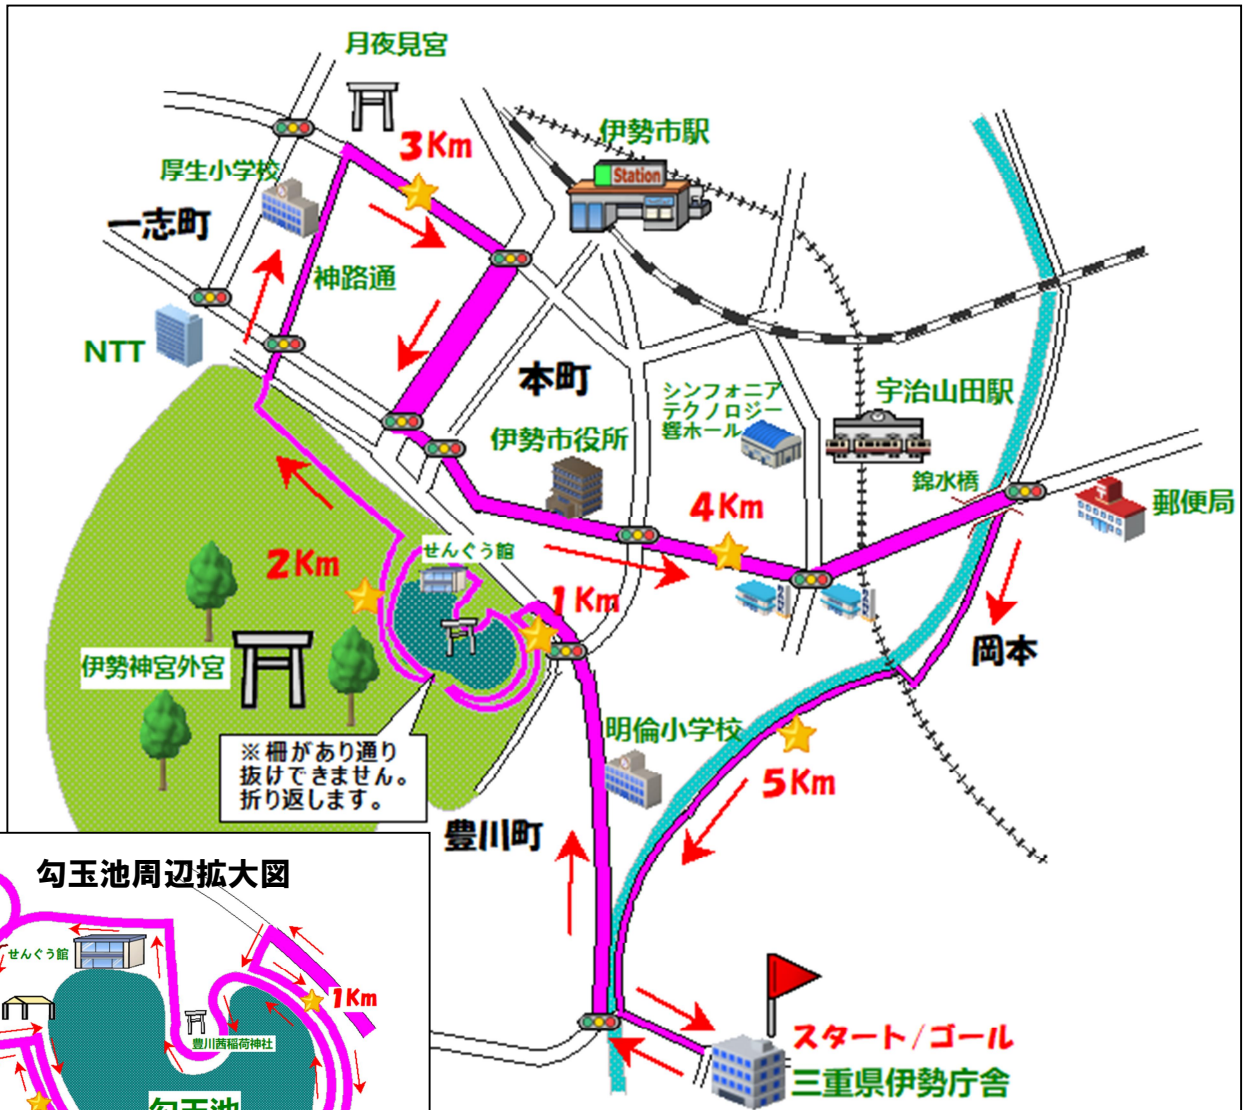 月夜見宮
3Km
伊勢市駅
Station
厚生小学校
一志町
神路通
NTT
本町
シンフォニア
テクノロジー
響ホール
宇治山田駅
伊勢市役所
錦水橋
郵便局
4Km
せんぐう館
2Km
1Km
岡本
伊勢神宮外宮
明倫小学校
※柵があり通り
抜けできません。
折り返します。
5Km
豊川町
勾玉池周辺拡大図
せんぐう館
1Km
豊川茜稲荷神社
勾玉池
スタート/ゴール
三重県伊勢庁舎